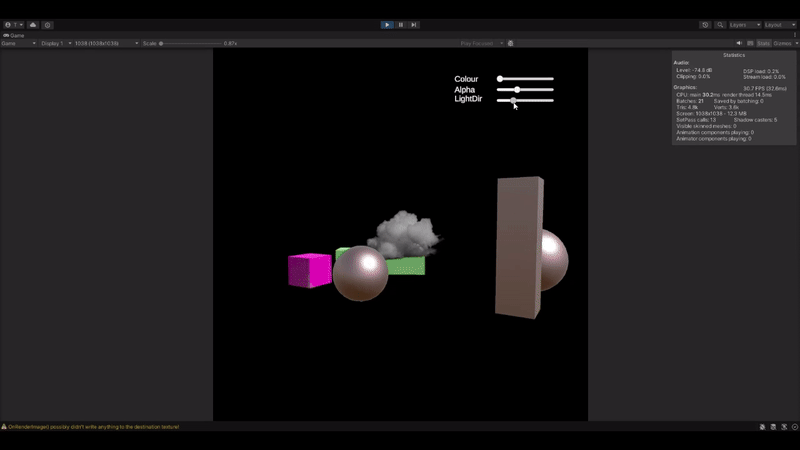 Layers
Layout
Game
Game
Display 1
1038 (1038x1038)
Scale
0.87x
Play Focused
Stats
Gizmos
Colour
Alpha
LightDir
Statistics
Audio:
Level: -74.8 dB
DSP load: 0.2%
Clipping: 0.0%
Stream load: 0.0%
Graphics:
30.7 FPS (32.6ms)
CPU: main 30.2ms render thread 14.5ms
Batches: 21
Saved by batching: 0
Tris: 4.8k
Verts: 3.6k
Screen: 1038x1038 - 12.3 MB
SetPass calls: 13
Shadow casters: 5
Visible skinned meshes: 0
Animation components playing: 0
Animator components playing: 0
OnRenderImage() possibly didn't write anything to the destination texture!